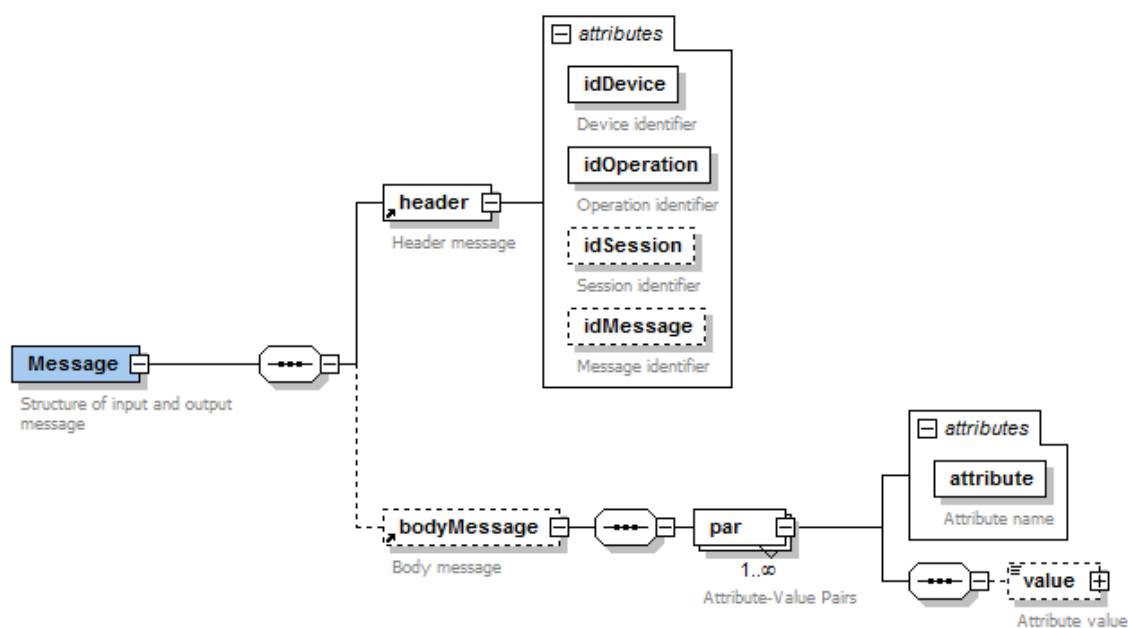 attributes
idDevice
Device identifier
idOperation
Operation identifier
header
Header message
idSession
Session identifier
idMessage
Message identifier
Message
Structure of input and output
message
attributes
attribute
Attribute name
bodyMessage
Body message
par
1..∞
Attribute-Value Pairs
value
Attribute value